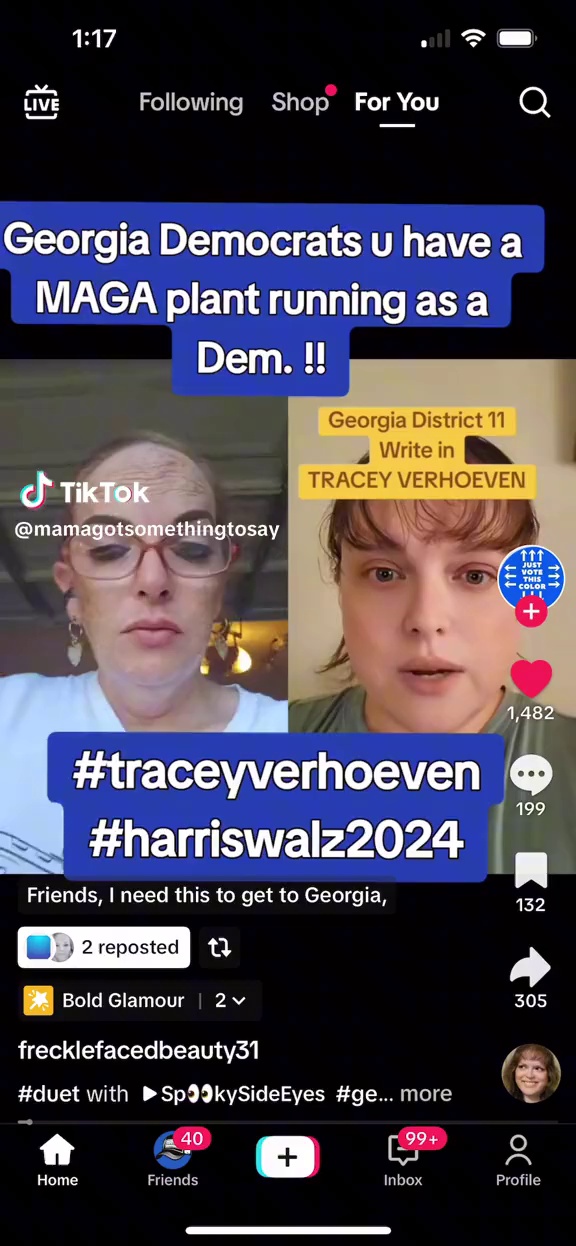 1:17
LIVE
Following Shop For You
Georgia Democrats u have a
MAGA plant running as a
Dem. !!
Georgia District 11
Write in
TRACEY VERHOEVEN
TikTok
@mamagotsomethingtosay
JUST
VOTE
THIS
COLOR
1,482
#traceyverhoeven
#harriswalz2024
199
Friends, I need this to get to Georgia,
132
2 reposted
Bold Glamour | 2
305
frecklefacedbeauty31
#duet with ▶Sp👀kySideEyes #ge... more
40
99+
Home Friends Inbox Profile